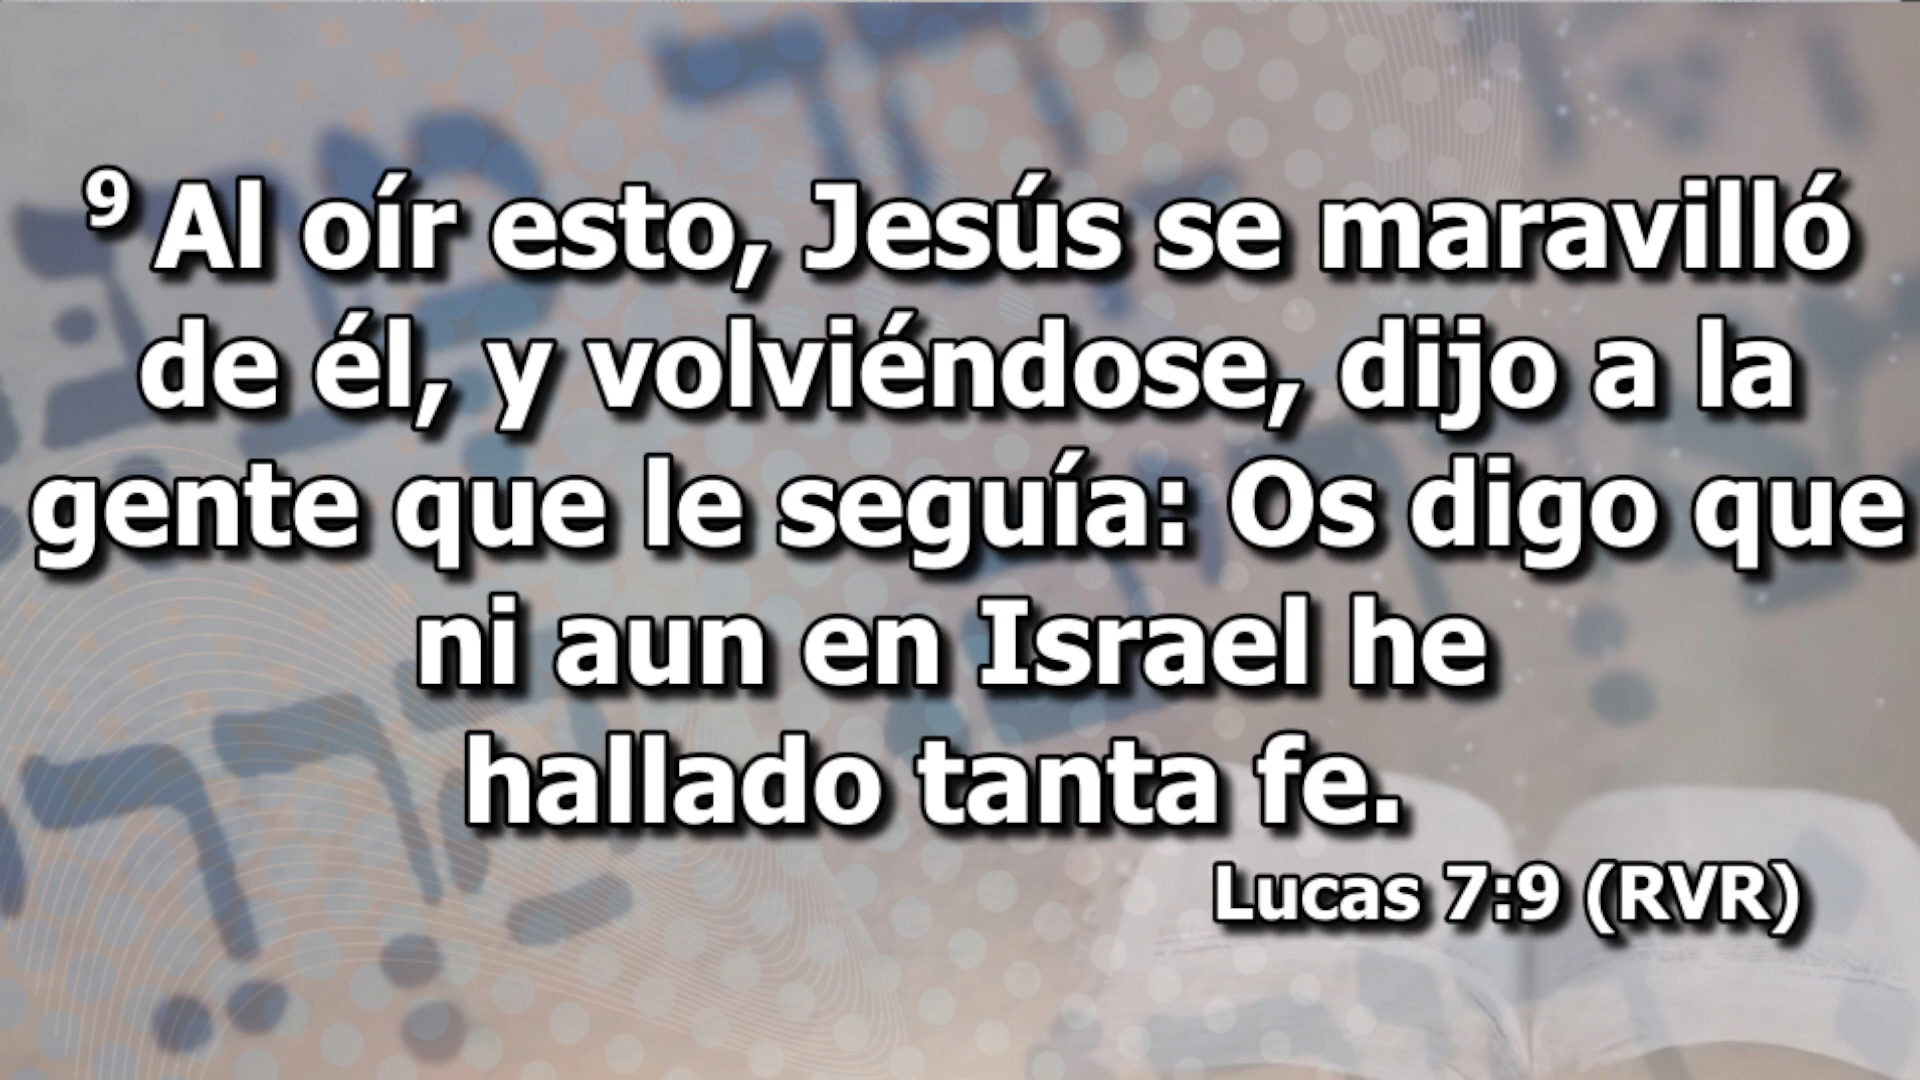 9 Al oír esto, Jesús se maravilló
de él, y volviéndose, dijo a la
gente que le seguía: Os digo que
ni aun en Israel he
hallado tanta fe.
Lucas 7:9 (RVR)